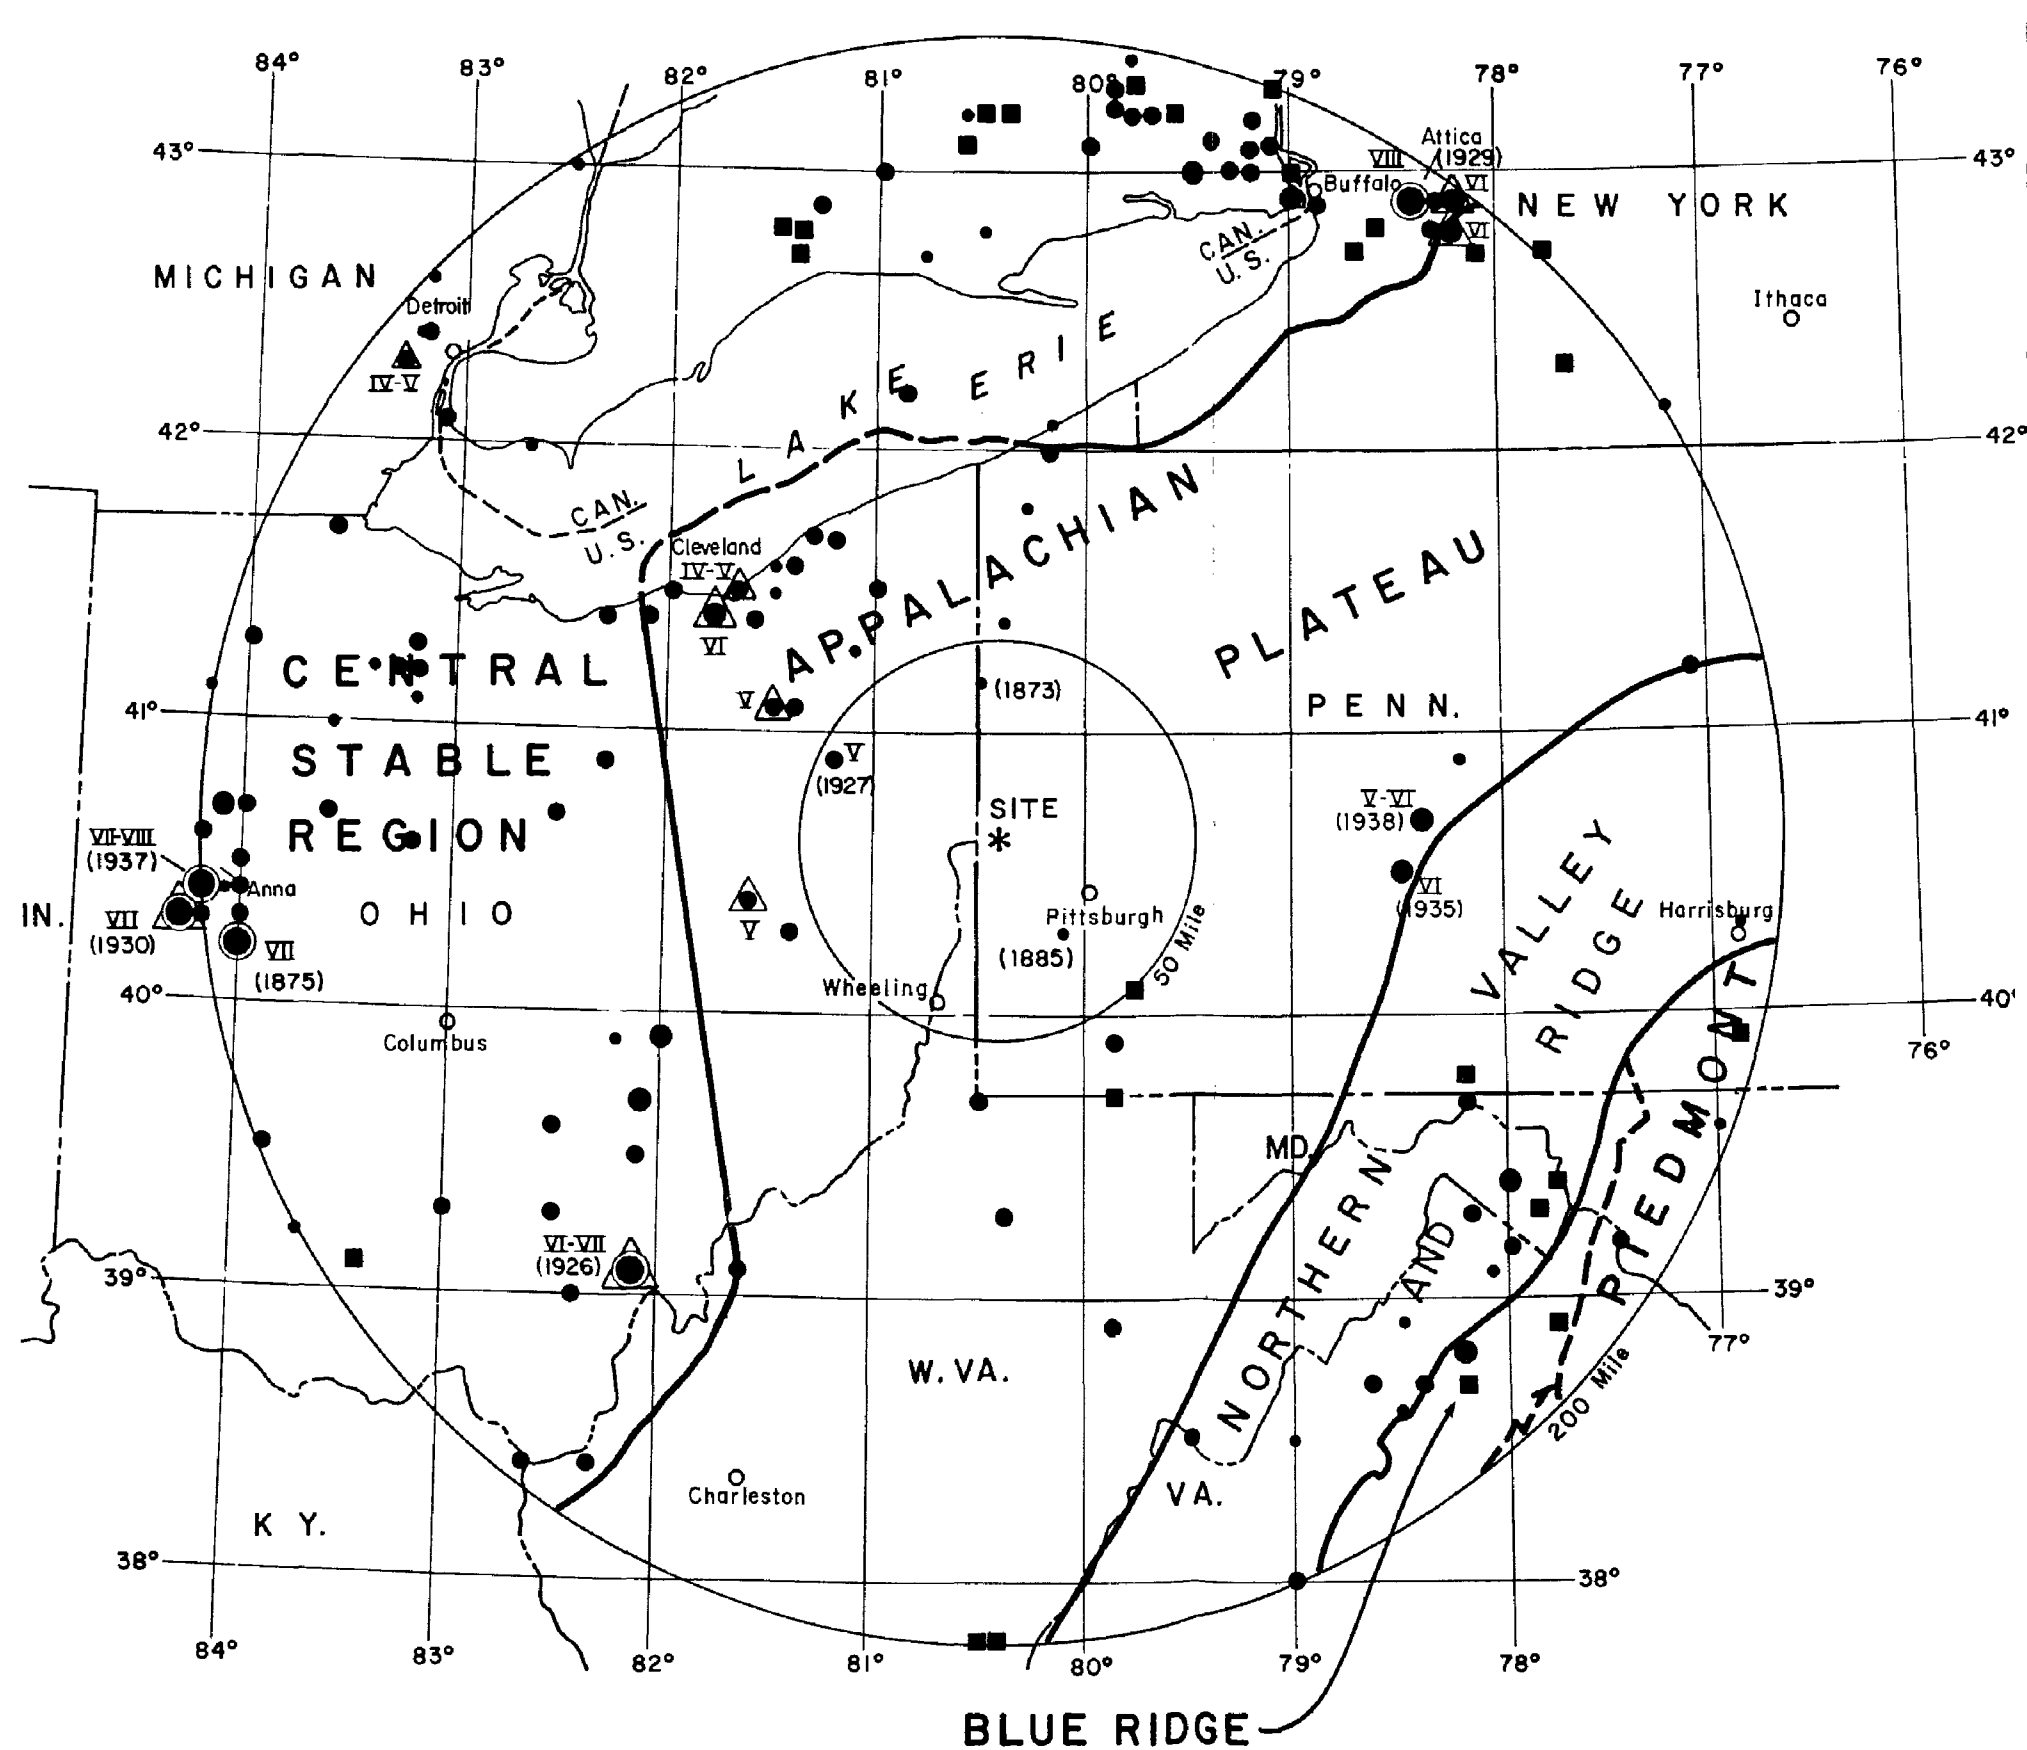 84° 83° 82° 81° 80° 79° 78° 77° 76°
43° 43°
Attica
(1929)
VIII
VI
Buffalo
VI
NEW YORK
CAN.
U.S.
MICHIGAN
Detroit
IV-V
Ithaca
LAKE ERIE
42° 42°
CAN.
U.S.
Cleveland
IV-V
VI
APPALACHIAN
PLATEAU
CENTRAL
STABLE
REGION
(1873)
V
PENN.
41° 41°
V
(1927)
SITE
V-VI
(1938)
VII-VIII
(1937)
Anna
VI
(1935)
IN.
OHIO
VII
(1930)
VII
(1875)
V
Pittsburgh
(1885)
50 Mile
Harrisburg
Wheeling
40° 40°
Columbus
76°
VALLEY
RIDGE
PIEDMONT
MD.
NORTHERN
AND
VI-VII
(1926)
39° 39°
77°
W. VA.
200 Mile
Charleston
VA.
KY.
38° 38°
84° 83° 82° 81° 80° 79° 78°
BLUE RIDGE